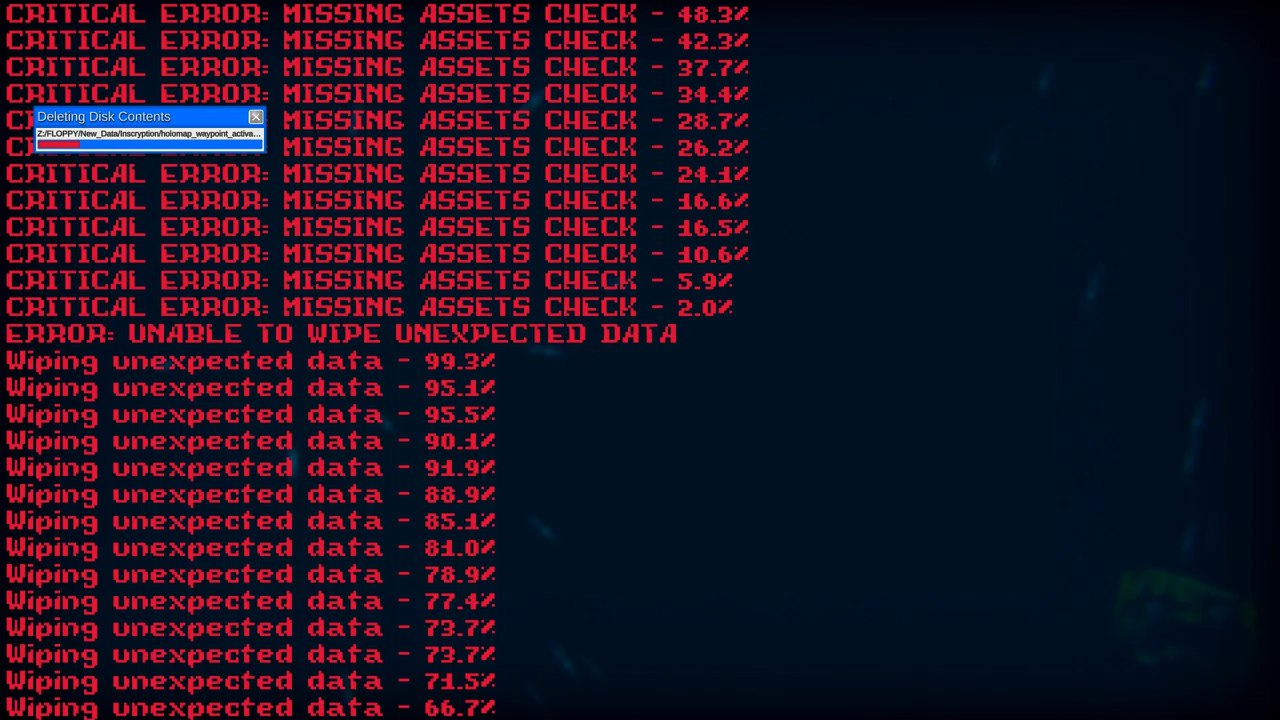 CRITICAL ERROR: MISSING ASSETS CHECK - 48.3%
CRITICAL ERROR: MISSING ASSETS CHECK - 42.3%
CRITICAL ERROR: MISSING ASSETS CHECK - 37.7%
CRITICAL ERROR: MISSING ASSETS CHECK - 34.4%
Deleting Disk Contents
Z:/FLOPPY/New_Data/Inscryption/holomap_waypoint_activa...
CRITICAL ERROR: MISSING ASSETS CHECK - 28.7%
CRITICAL ERROR: MISSING ASSETS CHECK - 26.2%
CRITICAL ERROR: MISSING ASSETS CHECK - 24.1%
CRITICAL ERROR: MISSING ASSETS CHECK - 16.6%
CRITICAL ERROR: MISSING ASSETS CHECK - 16.5%
CRITICAL ERROR: MISSING ASSETS CHECK - 10.6%
CRITICAL ERROR: MISSING ASSETS CHECK - 5.9%
CRITICAL ERROR: MISSING ASSETS CHECK - 2.0%
ERROR: UNABLE TO WIPE UNEXPECTED DATA
Wiping unexpected data - 99.3%
Wiping unexpected data - 95.1%
Wiping unexpected data - 95.5%
Wiping unexpected data - 90.1%
Wiping unexpected data - 91.9%
Wiping unexpected data - 88.9%
Wiping unexpected data - 85.1%
Wiping unexpected data - 81.0%
Wiping unexpected data - 78.9%
Wiping unexpected data - 77.4%
Wiping unexpected data - 73.7%
Wiping unexpected data - 73.7%
Wiping unexpected data - 71.5%
Wiping unexpected data - 66.7%